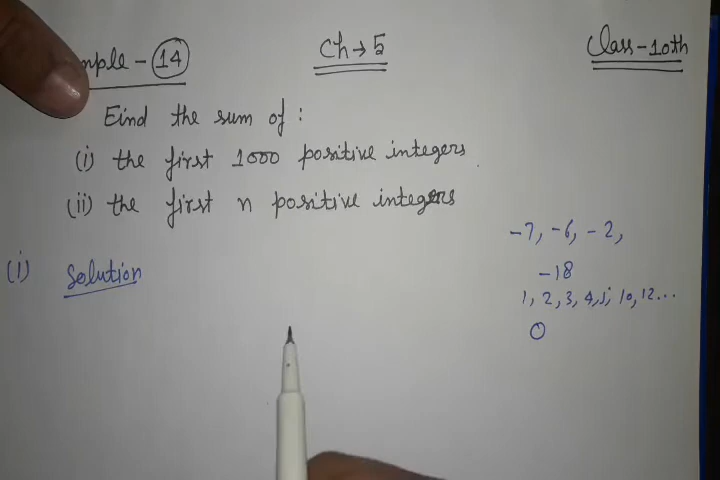 mple - 14 Ch → 5 Class - 10th
Find the sum of :
(i) the first 1000 positive integers.
(ii) the first n positive integers
-7, -6, -2,
(i) Solution
-18
1, 2, 3, 4, 5, 10, 12...
0